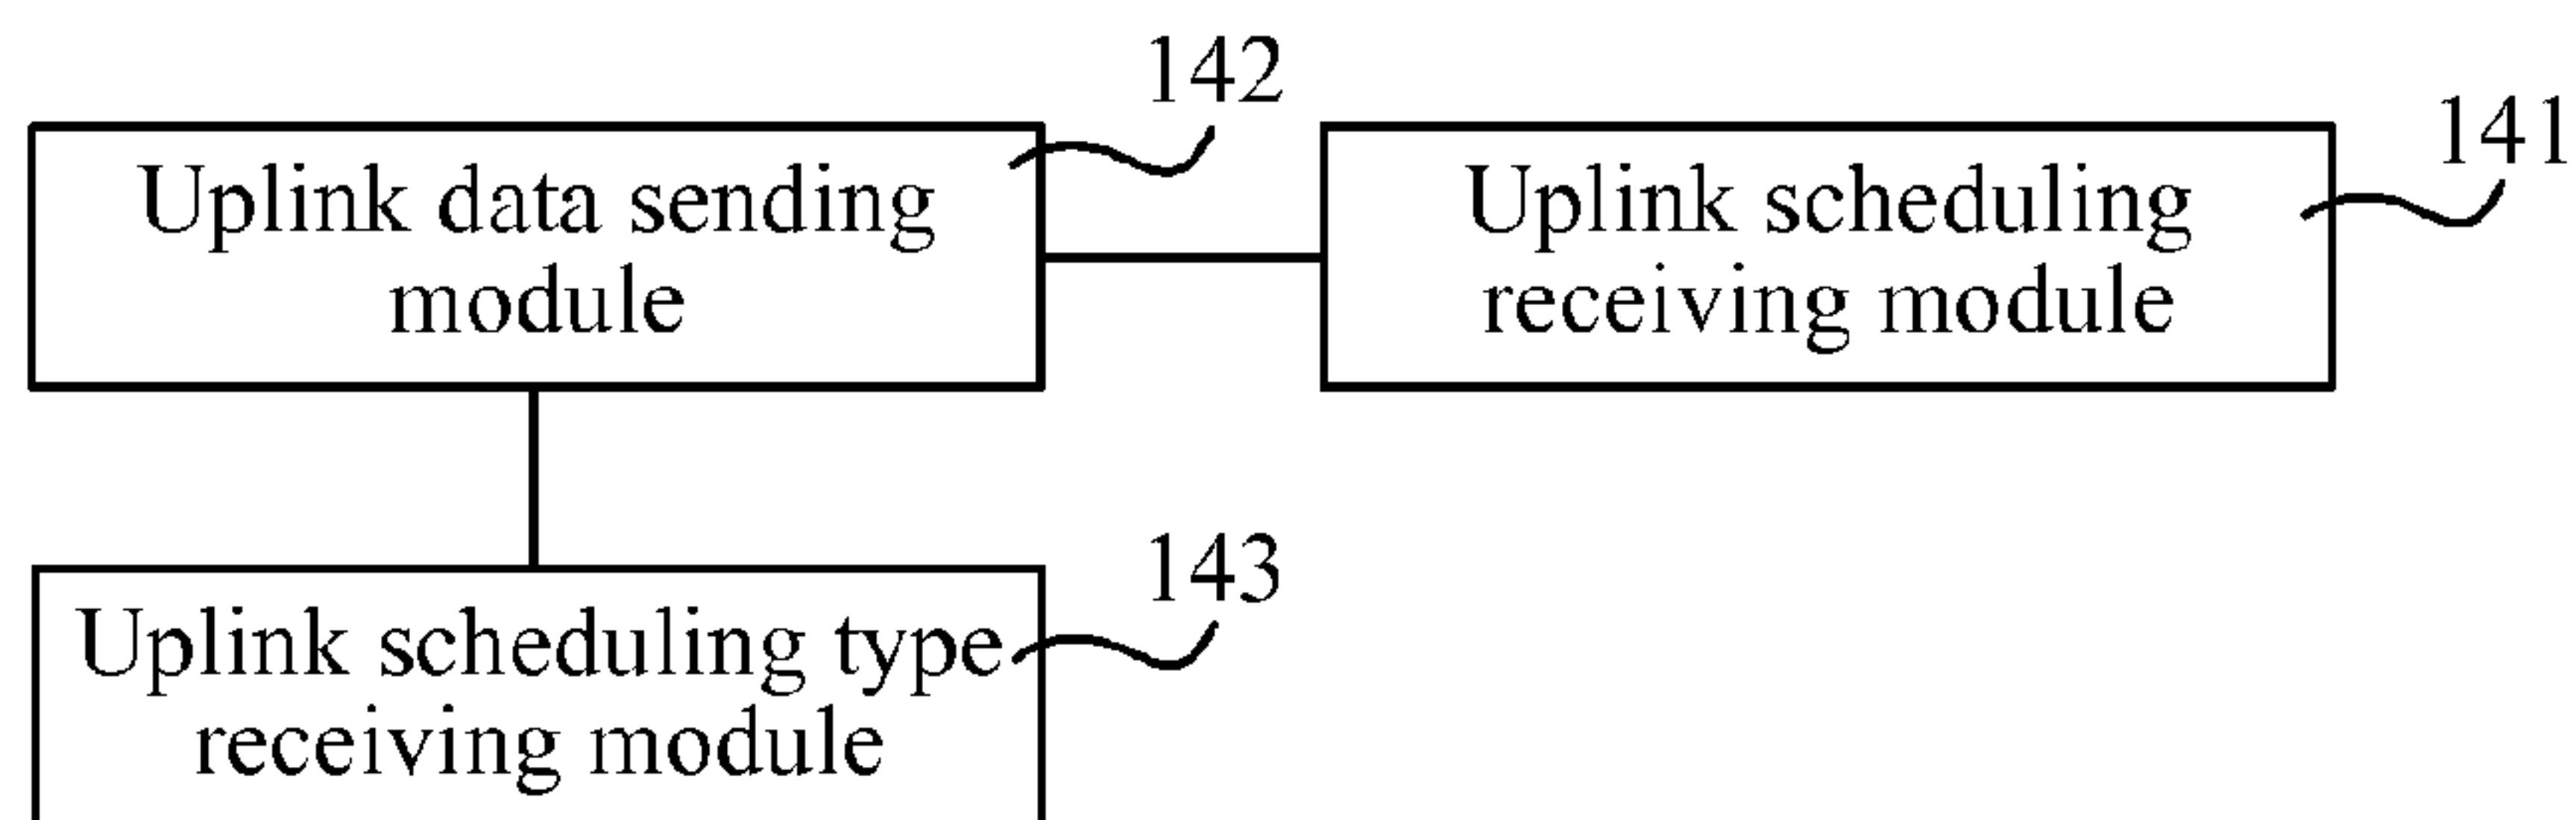 142
141
Uplink data sending
module
Uplink scheduling
receiving module
143
Uplink scheduling type
receiving module